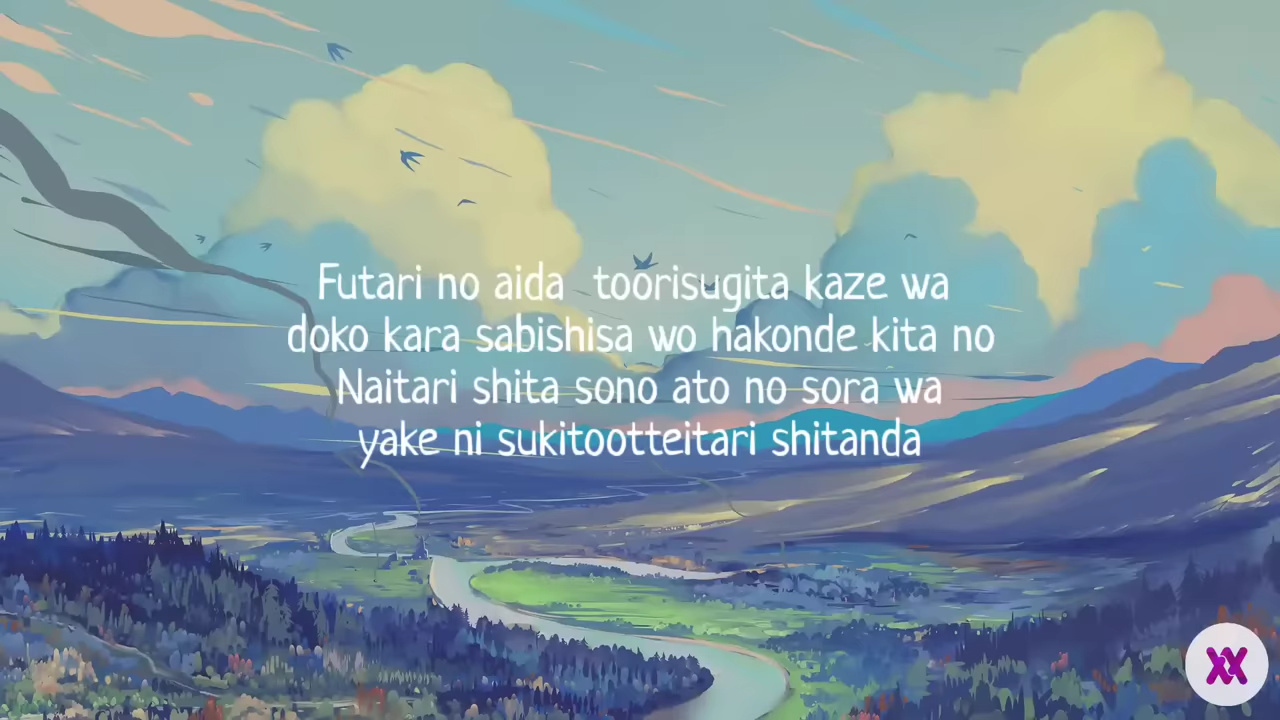 Futari no aida  toorisugita kaze wa
doko kara sabishisa wo hakonde kita no
Naitari shita sono ato no sora wa
yake ni sukitootteitari shitanda